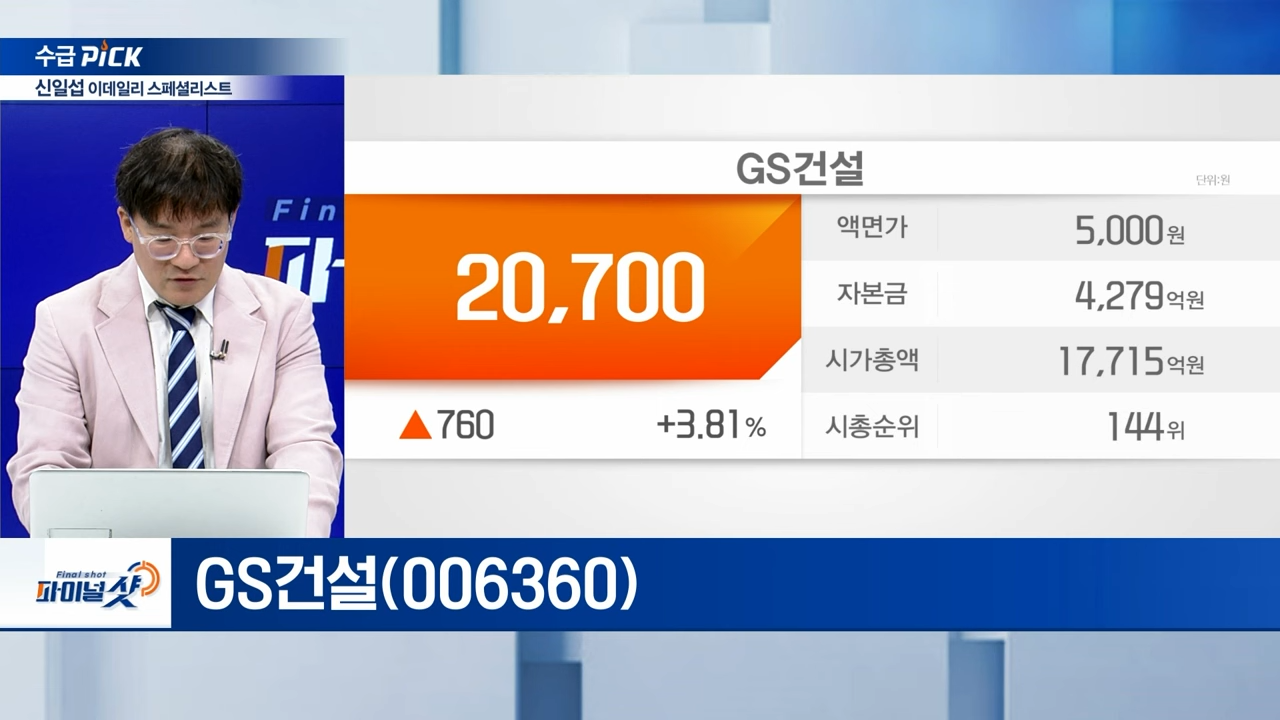 수급 PiCK
신일섭 이데일리 스페셜리스트
Fin
파
GS건설
단위:원
20,700
▲760 +3.81%
액면가 5,000원
자본금 4,279억원
시가총액 17,715억원
시총순위 144위
Final shot
파이널샷
GS건설(006360)